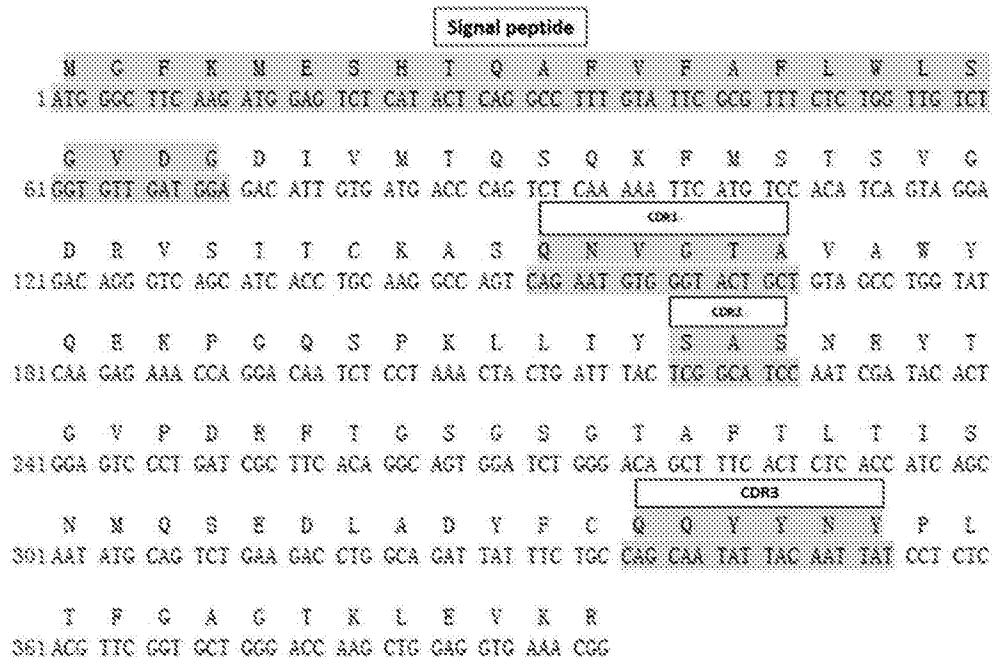 Signal peptide
M G F K M E S H T Q A F V F A F L W L S
1 ATG GGC TTC AAG ATG GAG TCT CAT ACT CAG GCC TTT GTA TTC GCG TTT CTC TGG TTG TCT
G V D G D I V M T Q S Q K F M S T S V G
61 GGT GTT GAT GGA GAC ATT GTG ATG ACC CAG TCT CAA AAA TTC ATG TCC ACA TCA GTA GGA
CDR1
D R V S I T C K A S Q N V G T A V A W Y
121 GAC AGG GTC AGC ATC ACC TGC AAG GCC AGT CAG AAT GTG GGT ACT GCT GTA GCC TGG TAT
CDR2
Q E K P G Q S P K L L I Y S A S N R Y T
181 CAA GAG AAA CCA GGA CAA TCT CCT AAA CTA CTG ATT TAC TCG GCA TCC AAT CGA TAC ACT
G V P D R F T G S G S G T A F T L T I S
241 GGA GTC CCT GAT CGC TTC ACA GGC AGT GGA TCT GGG ACA GCT TTC ACT CTC ACC ATC AGC
CDR3
N M Q S E D L A D Y F C Q Q Y Y N Y P L
301 AAT ATG CAG TCT GAA GAC CTG GCA GAT TAT TTC TGC CAG CAA TAT TAC AAT TAT CCT CTC
T F G A G T K L E V K R
361 ACG TTC GGT GCT GGG ACC AAG CTG GAG GTG AAA CGG